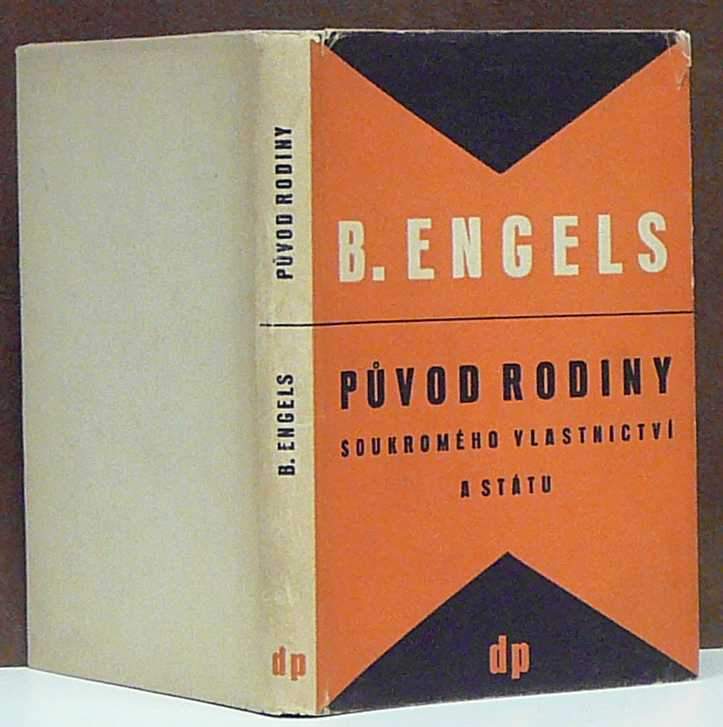 PŮVOD RODINY
B. ENGELS
dp
B. ENGELS
PŮVOD RODINY
SOUKROMÉHO VLASTNICTVÍ
A STÁTU
dp